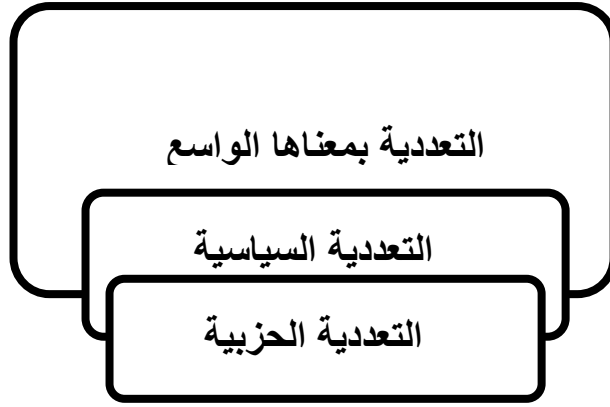 التعددية بمعناها الواسع
التعددية السياسية
التعددية الحزبية